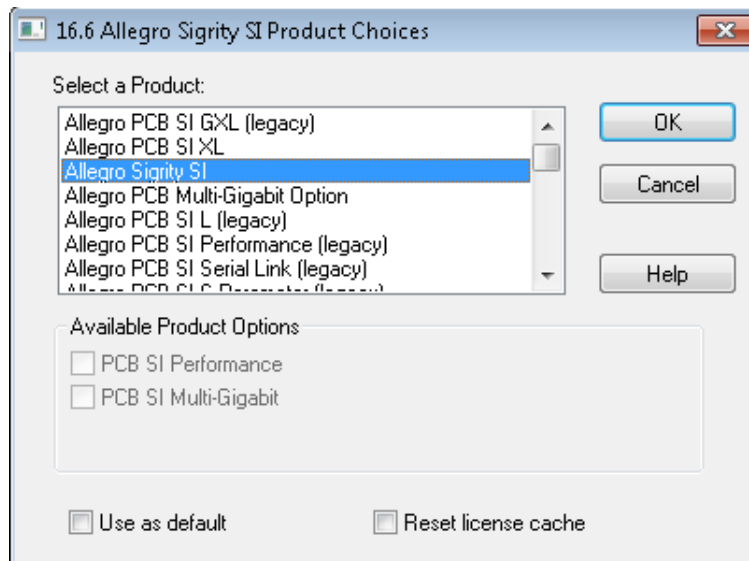 16.6 Allegro Sigrity SI Product Choices
Select a Product:
Allegro PCB SI GXL (legacy)
Allegro PCB SI XL
Allegro Sigrity SI
Allegro PCB Multi-Gigabit Option
Allegro PCB SI L (legacy)
Allegro PCB SI Performance (legacy)
Allegro PCB SI Serial Link (legacy)
OK
Cancel
Help
Available Product Options
PCB SI Performance
PCB SI Multi-Gigabit
Use as default
Reset license cache